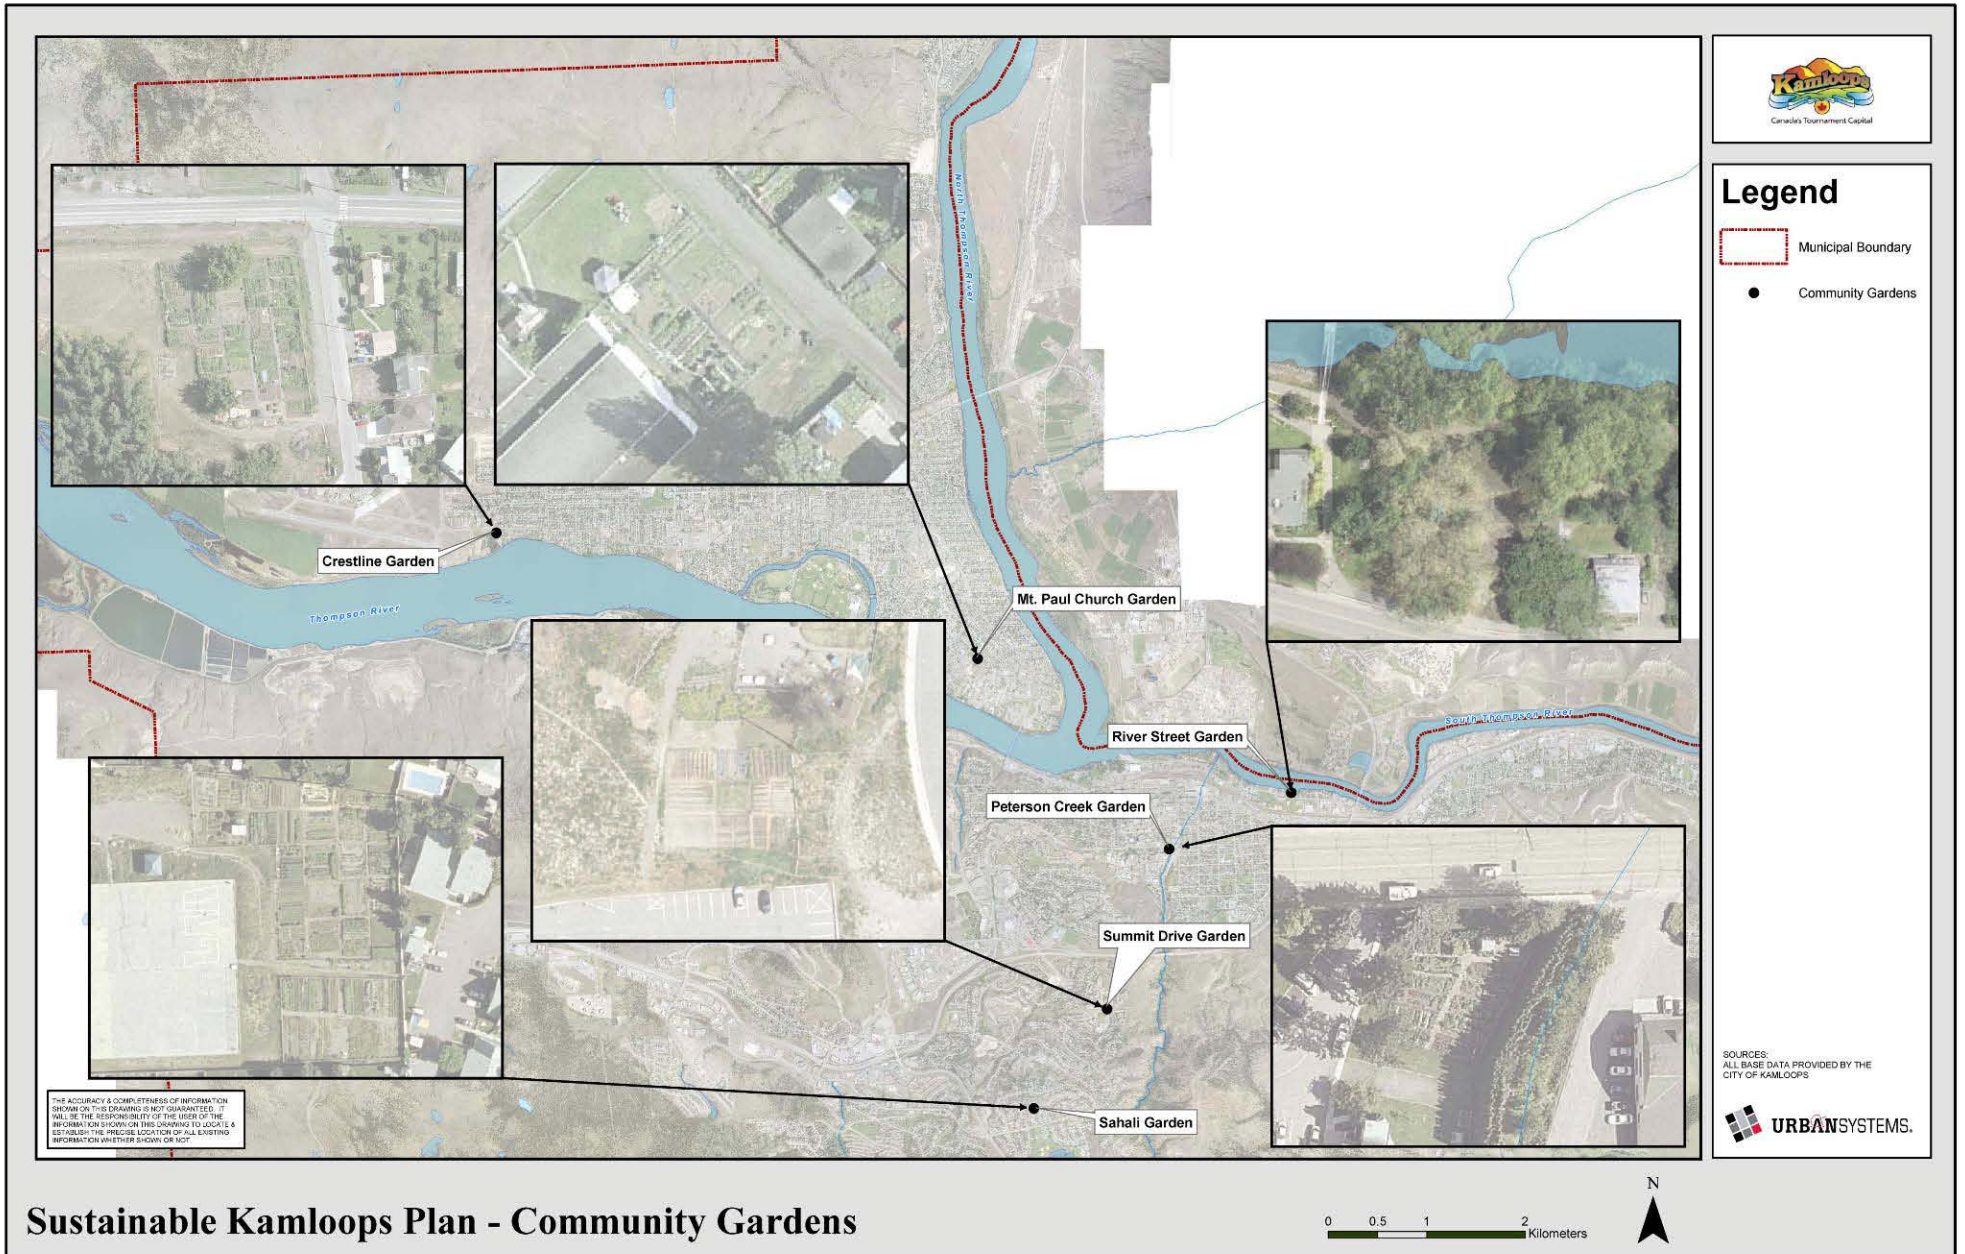 Kamloops
Canada's Tournament Capital
Legend
Municipal Boundary
Community Gardens
North Thompson River
Crestline Garden
Thompson River
Mt. Paul Church Garden
South Thompson River
River Street Garden
Peterson Creek Garden
Summit Drive Garden
Sahali Garden
THE ACCURACY & COMPLETENESS OF INFORMATION
SHOWN ON THIS DRAWING IS NOT GUARANTEED. IT
WILL BE THE RESPONSIBILITY OF THE USER OF THE
INFORMATION SHOWN ON THIS DRAWING TO LOCATE &
ESTABLISH THE PRECISE LOCATION OF ALL EXISTING
INFORMATION WHETHER SHOWN OR NOT.
SOURCES:
ALL BASE DATA PROVIDED BY THE
CITY OF KAMLOOPS
URBANSYSTEMS.
Sustainable Kamloops Plan - Community Gardens
0 0.5 1 2
Kilometers
N